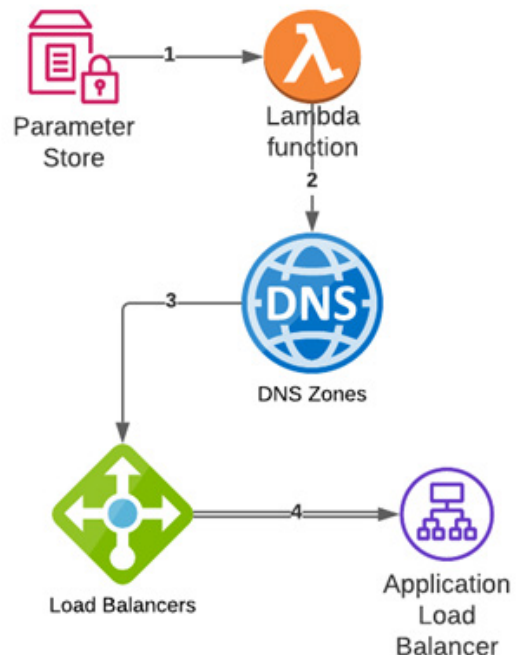 1
Parameter
Store
Lambda
function
2
DNS
3
DNS Zones
4
Load Balancers
Application
Load
Balancer